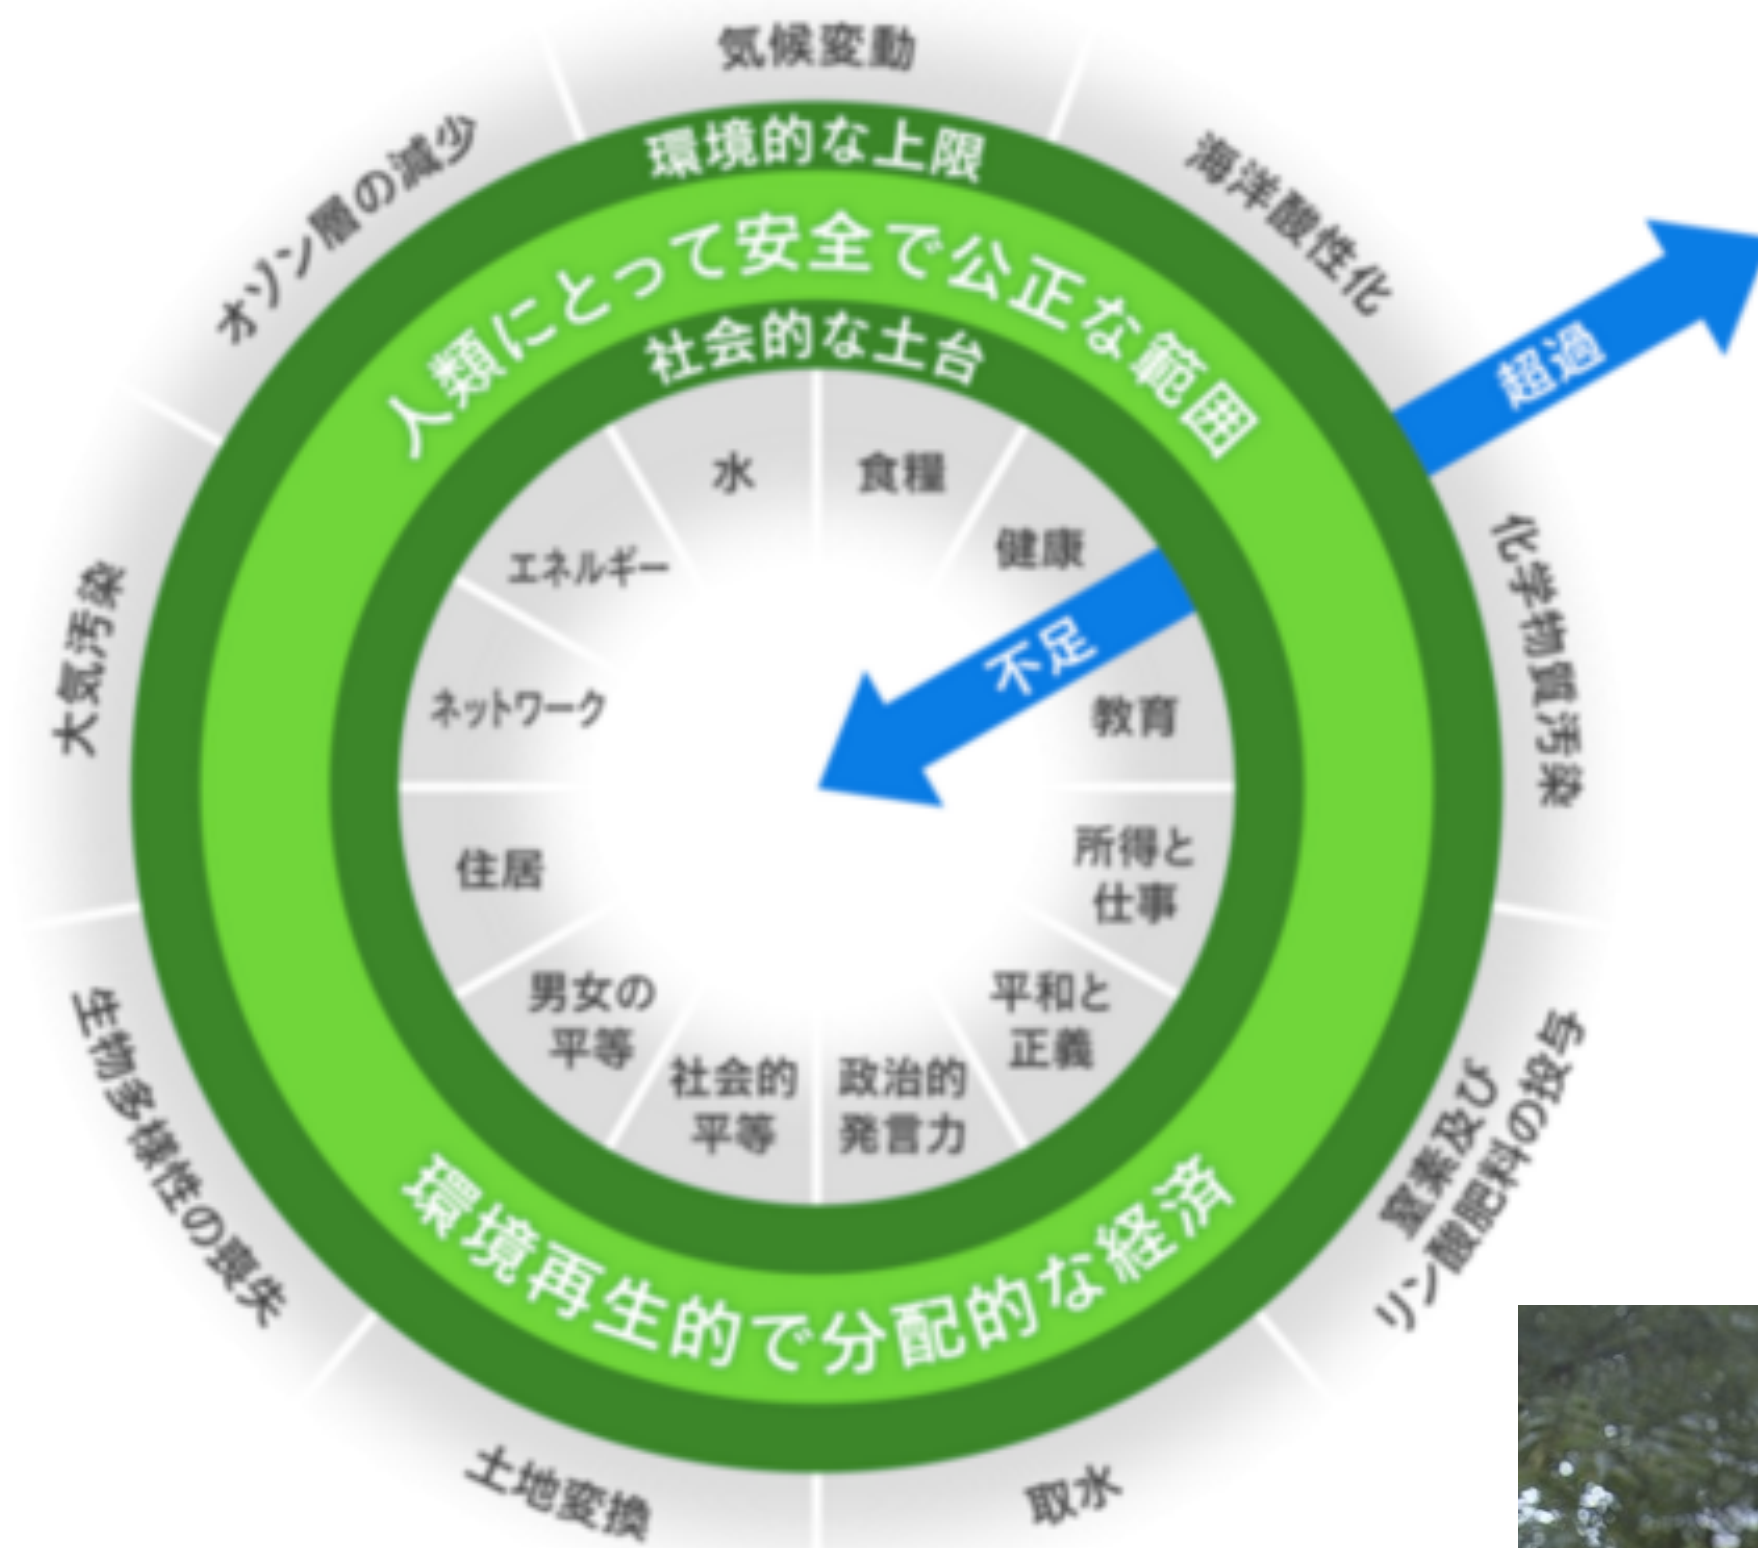 気候変動
海洋酸性化
化学物質汚染
窒素及び
リン酸肥料の投与
取水
土地変換
生物多様性の喪失
大気汚染
オゾン層の減少
環境的な上限
人類にとって安全で公正な範囲
社会的な土台
超過
不足
水
食糧
健康
教育
所得と
仕事
平和と
正義
政治的
発言力
社会的
平等
男女の
平等
住居
ネットワーク
エネルギー
環境再生的で分配的な経済